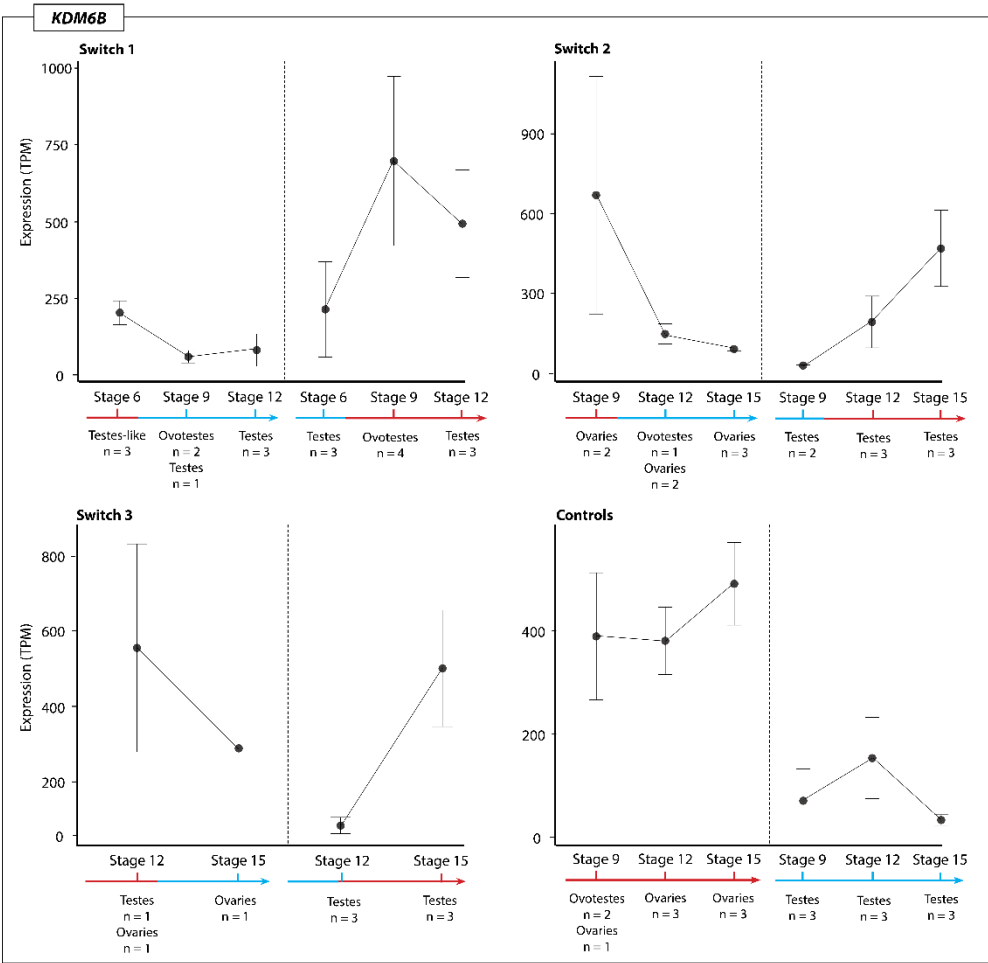 KDM6B
Switch 1
Expression (TPM)
1000
750
500
250
0
Stage 6
Stage 9
Stage 12
Stage 6
Stage 9
Stage 12
Testes-like
n = 3
Ovotestes
n = 2
Testes
n = 1
Testes
n = 3
Testes
n = 3
Ovotestes
n = 4
Testes
n = 3
Switch 2
900
600
300
0
Stage 9
Stage 12
Stage 15
Stage 9
Stage 12
Stage 15
Ovaries
n = 2
Ovotestes
n = 1
Ovaries
n = 2
Ovaries
n = 3
Testes
n = 2
Testes
n = 3
Testes
n = 3
Switch 3
Expression (TPM)
800
600
400
200
0
Stage 12
Stage 15
Stage 12
Stage 15
Testes
n = 1
Ovaries
n = 1
Ovaries
n = 1
Testes
n = 3
Testes
n = 3
Controls
400
200
0
Stage 9
Stage 12
Stage 15
Stage 9
Stage 12
Stage 15
Ovotestes
n = 2
Ovaries
n = 1
Ovaries
n = 3
Ovaries
n = 3
Testes
n = 3
Testes
n = 3
Testes
n = 3